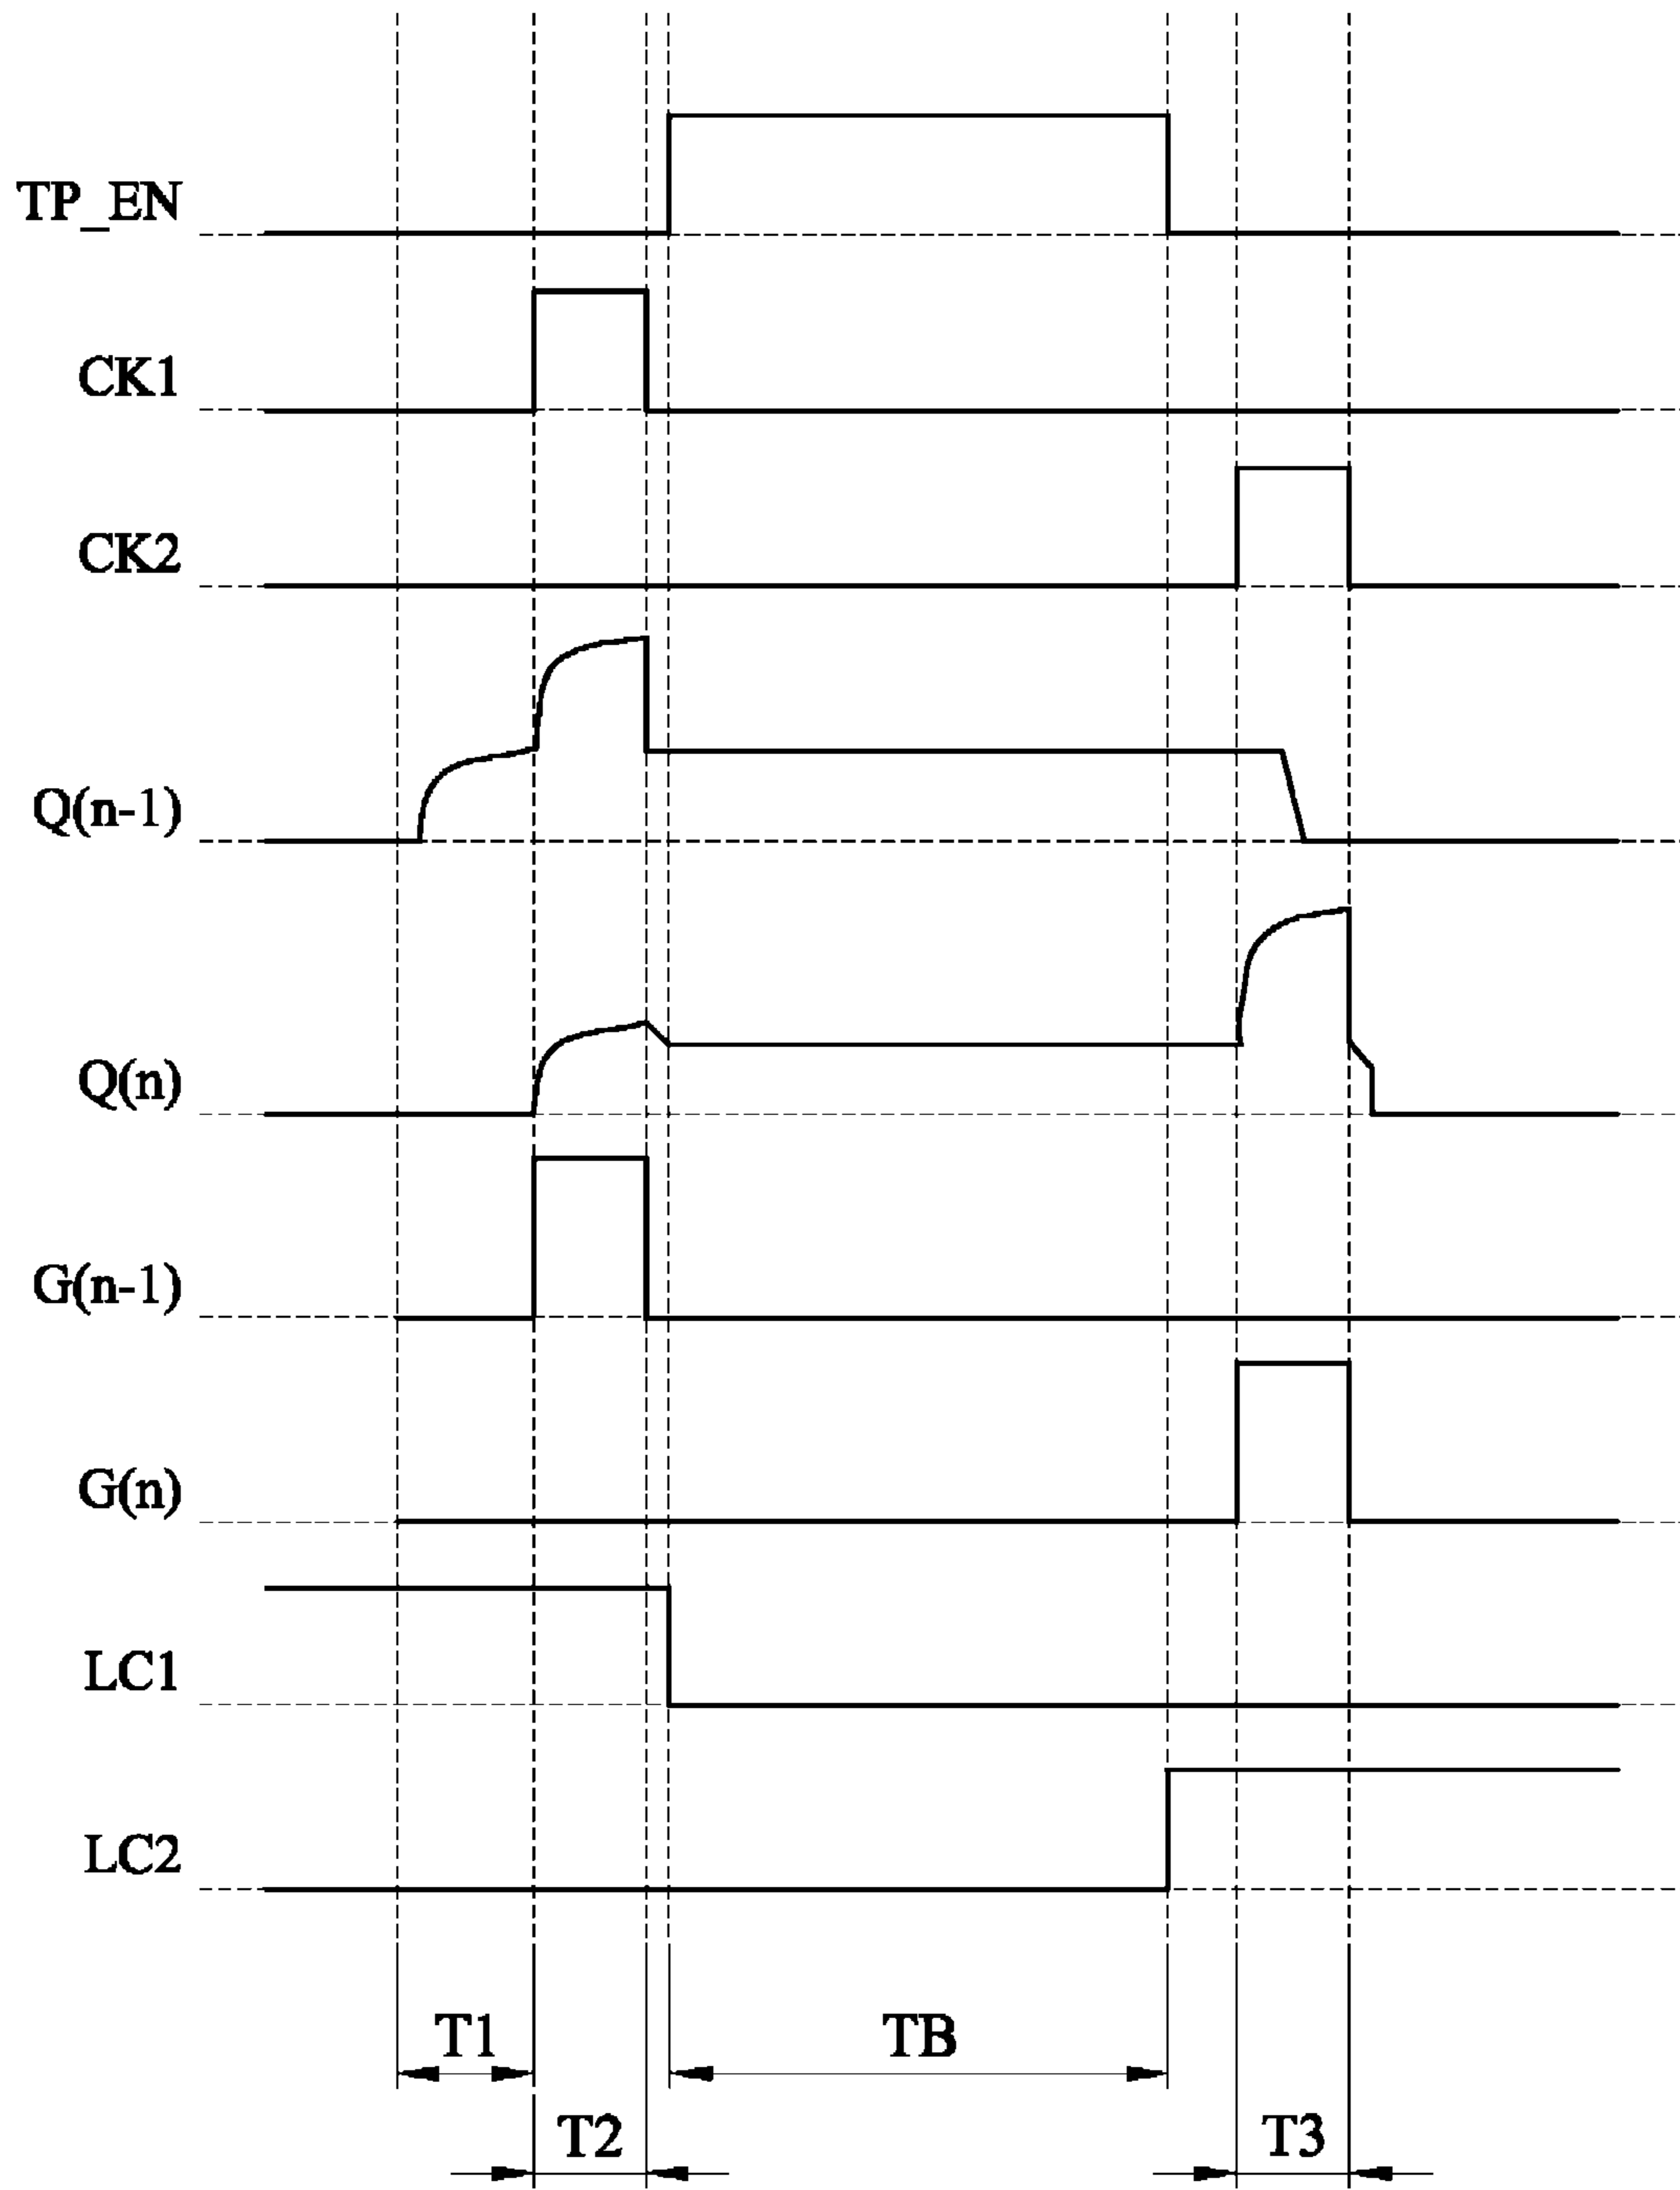 TP_EN
CK1
CK2
Q(n-1)
Q(n)
G(n-1)
G(n)
LC1
LC2
T1
TB
T2
T3